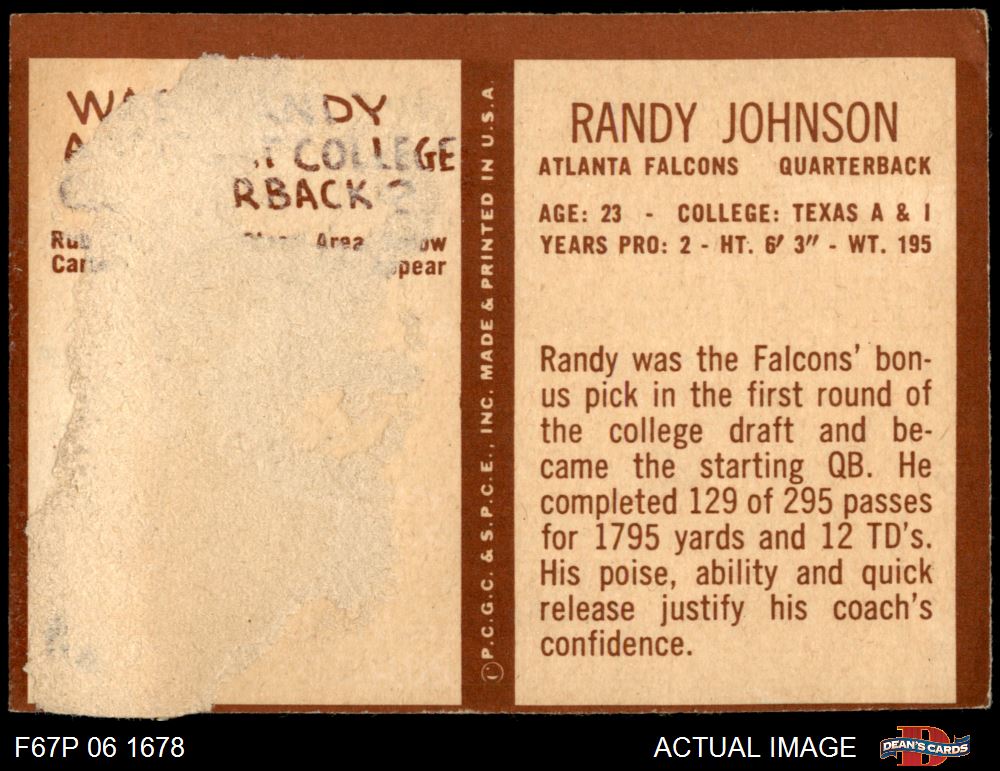 RANDY JOHNSON
ATLANTA FALCONS QUARTERBACK
AGE: 23 - COLLEGE: TEXAS A & I
YEARS PRO: 2 - HT. 6' 3" - WT. 195
Randy was the Falcons' bon-
us pick in the first round of
the college draft and be-
came the starting QB. He
completed 129 of 295 passes
for 1795 yards and 12 TD's.
His poise, ability and quick
release justify his coach's
confidence.
© P.C.G.C. & S.P.C.E., INC. MADE & PRINTED IN U.S.A.
COLLEGE
Area
F67P 06 1678
ACTUAL IMAGE
DEAN'S CARDS